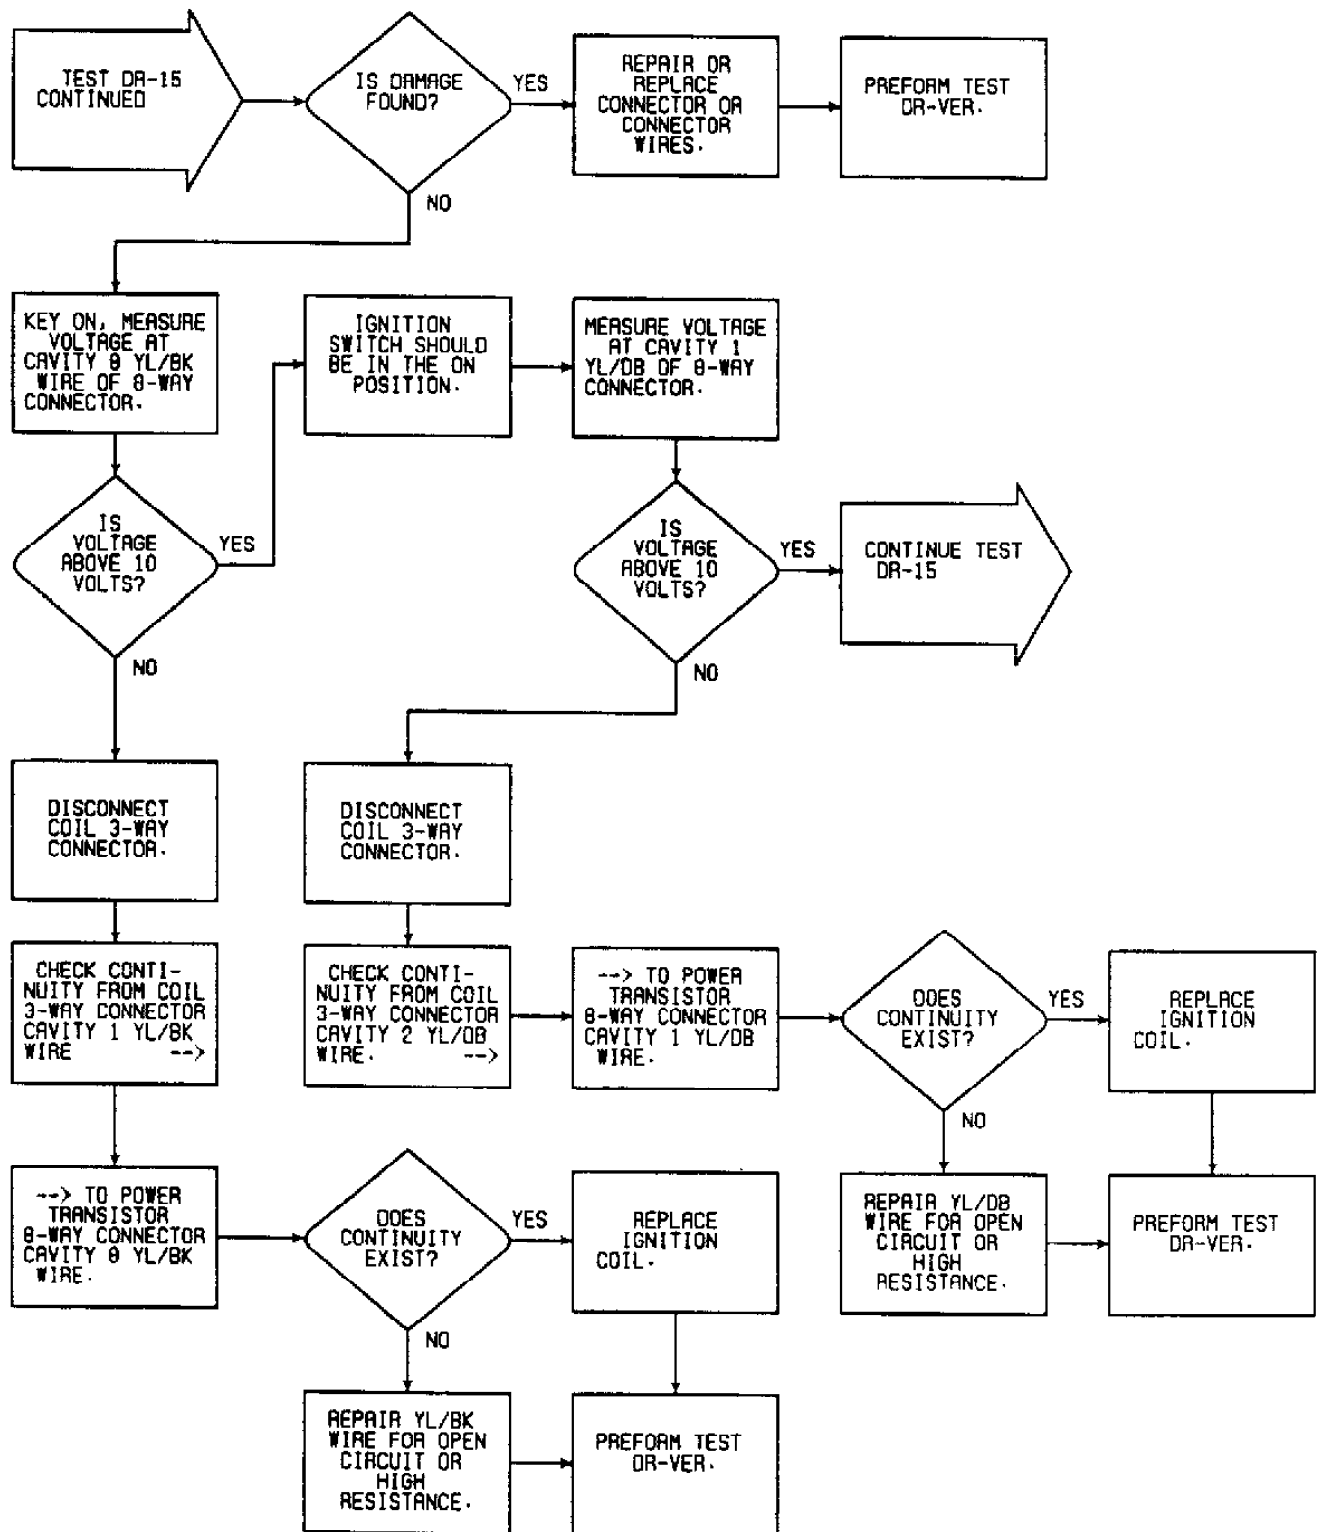 TEST DR-15
CONTINUED
IS DAMAGE
FOUND?
YES
REPAIR OR
REPLACE
CONNECTOR OR
CONNECTOR
WIRES.
PREFORM TEST
DR-VER.
NO
KEY ON, MEASURE
VOLTAGE AT
CAVITY 8 YL/BK
WIRE OF 8-WAY
CONNECTOR.
IGNITION
SWITCH SHOULD
BE IN THE ON
POSITION.
MEASURE VOLTAGE
AT CAVITY 1
YL/DB OF 8-WAY
CONNECTOR.
IS
VOLTAGE
ABOVE 10
VOLTS?
YES
NO
IS
VOLTAGE
ABOVE 10
VOLTS?
YES
NO
CONTINUE TEST
DR-15
DISCONNECT
COIL 3-WAY
CONNECTOR.
DISCONNECT
COIL 3-WAY
CONNECTOR.
CHECK CONTI-
NUITY FROM COIL
3-WAY CONNECTOR
CAVITY 1 YL/BK
WIRE -->
CHECK CONTI-
NUITY FROM COIL
3-WAY CONNECTOR
CAVITY 2 YL/DB
WIRE. -->
--> TO POWER
TRANSISTOR
8-WAY CONNECTOR
CAVITY 1 YL/DB
WIRE.
DOES
CONTINUITY
EXIST?
YES
NO
REPLACE
IGNITION
COIL.
--> TO POWER
TRANSISTOR
8-WAY CONNECTOR
CAVITY 8 YL/BK
WIRE.
DOES
CONTINUITY
EXIST?
YES
NO
REPLACE
IGNITION
COIL.
REPAIR YL/DB
WIRE FOR OPEN
CIRCUIT OR
HIGH
RESISTANCE.
PREFORM TEST
DR-VER.
REPAIR YL/BK
WIRE FOR OPEN
CIRCUIT OR
HIGH
RESISTANCE.
PREFORM TEST
DR-VER.